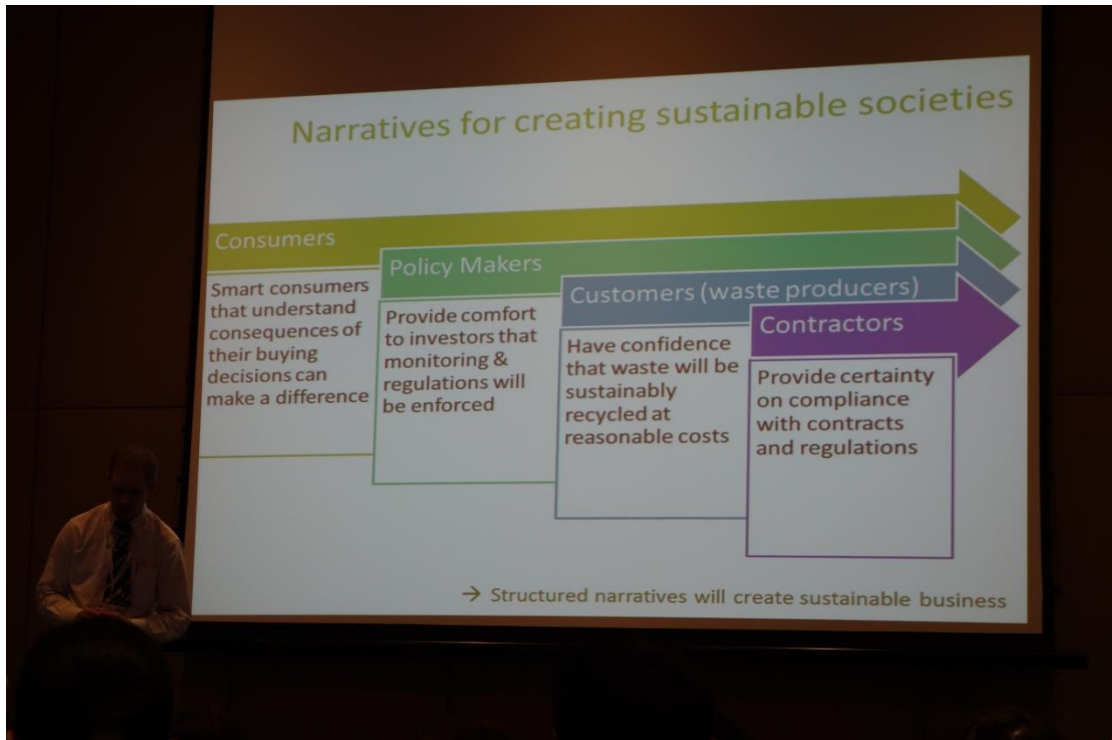 Narratives for creating sustainable societies
Consumers
Smart consumers
that understand
consequences of
their buying
decisions can
make a difference
Policy Makers
Provide comfort
to investors that
monitoring &
regulations will
be enforced
Customers (waste producers)
Have confidence
that waste will be
sustainably
recycled at
reasonable costs
Contractors
Provide certainty
on compliance
with contracts
and regulations
→ Structured narratives will create sustainable business